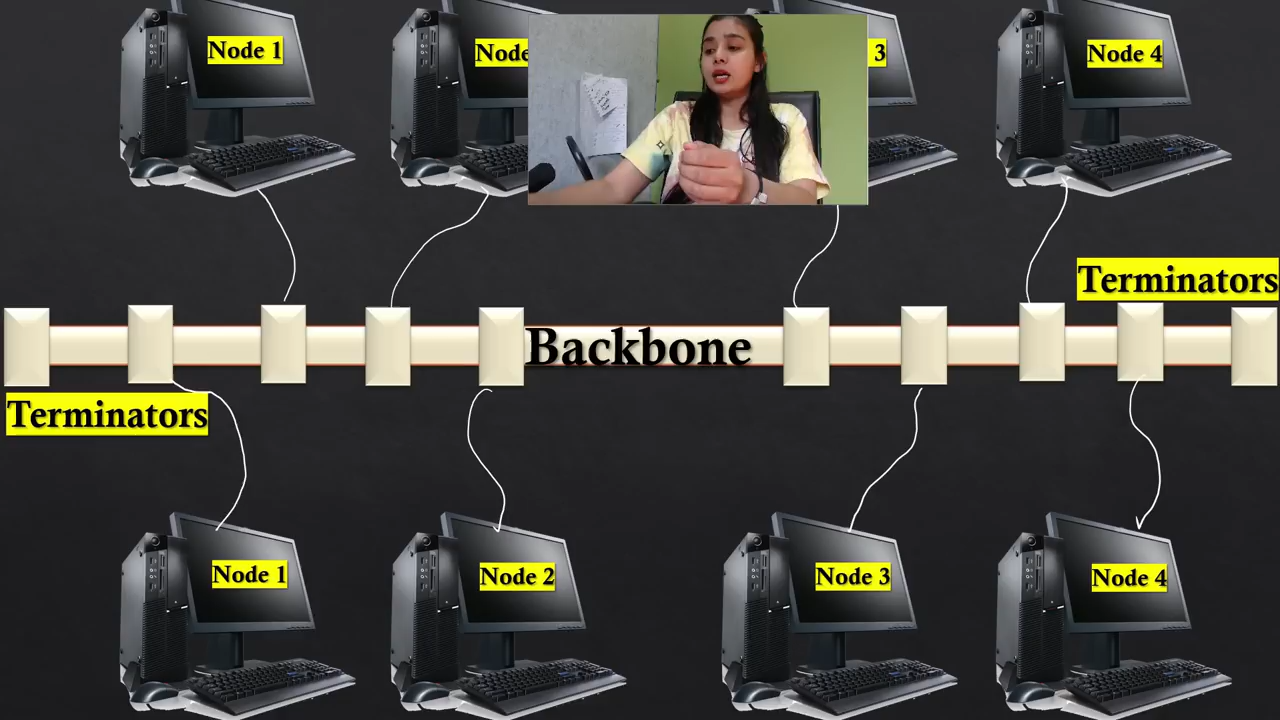 Node 1
Node
3
Node 4
Terminators
Backbone
Terminators
Node 1
Node 2
Node 3
Node 4